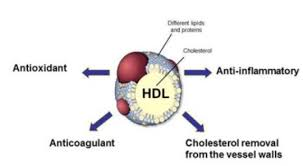 Different lipids
and proteins
Cholesterol
Antioxidant
Anti-inflammatory
HDL
Anticoagulant
Cholesterol removal
from the vessel walls